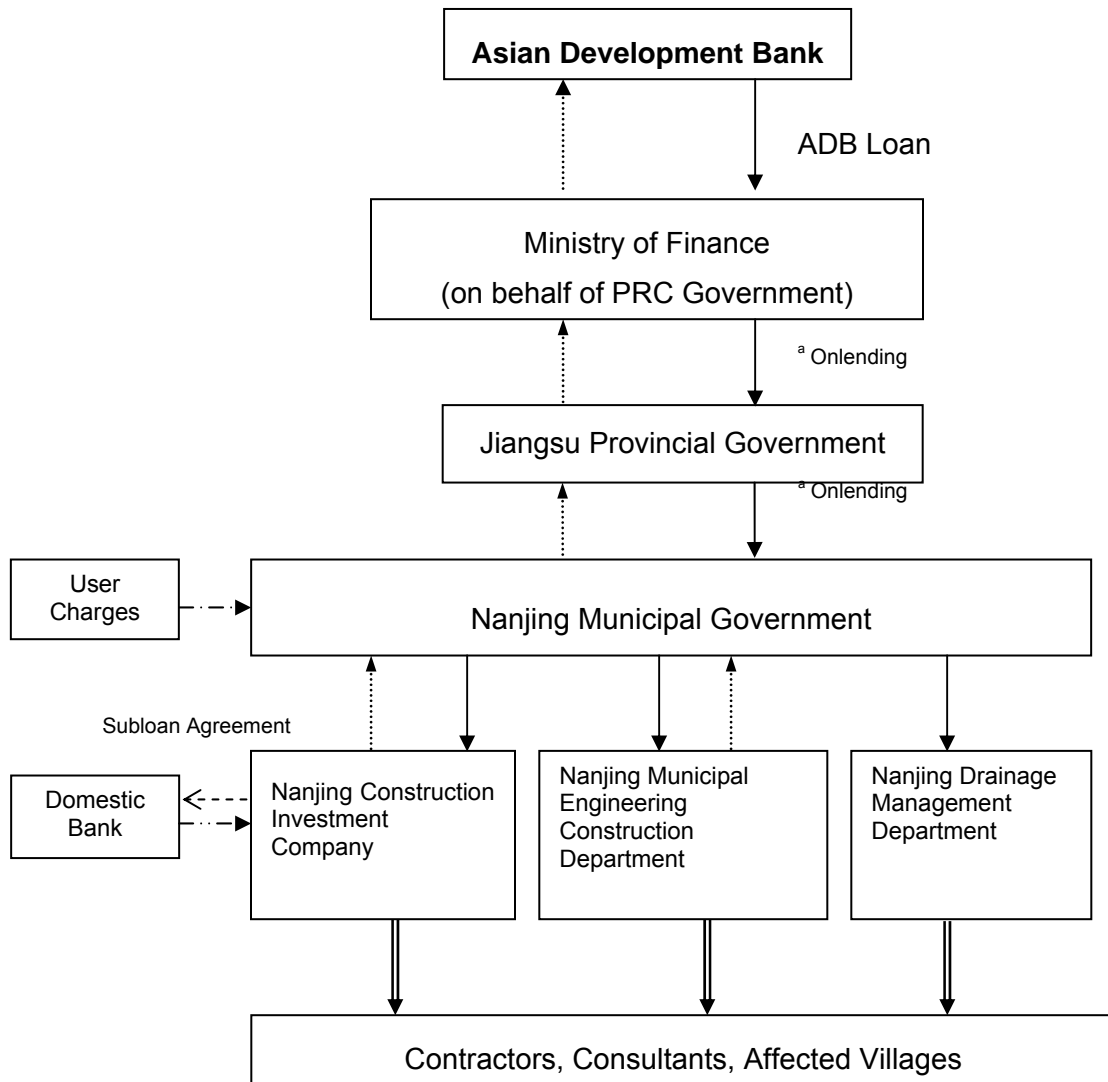 Asian Development Bank
ADB Loan
Ministry of Finance
(on behalf of PRC Government)
a Onlending
Jiangsu Provincial Government
a Onlending
User
Charges
Nanjing Municipal Government
Subloan Agreement
Domestic
Bank
Nanjing Construction
Investment
Company
Nanjing Municipal
Engineering
Construction
Department
Nanjing Drainage
Management
Department
Contractors, Consultants, Affected Villages